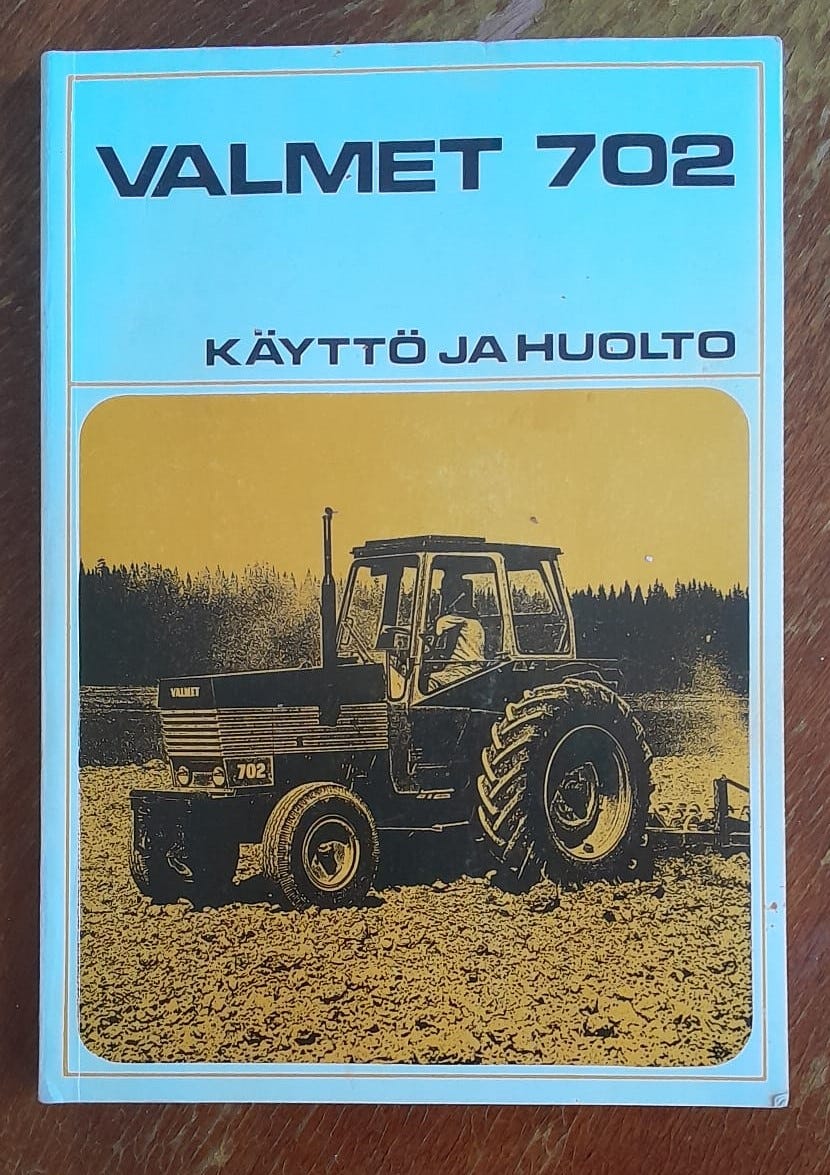 VALMET 702
KÄYTTÖ JA HUOLTO
VALMET
702